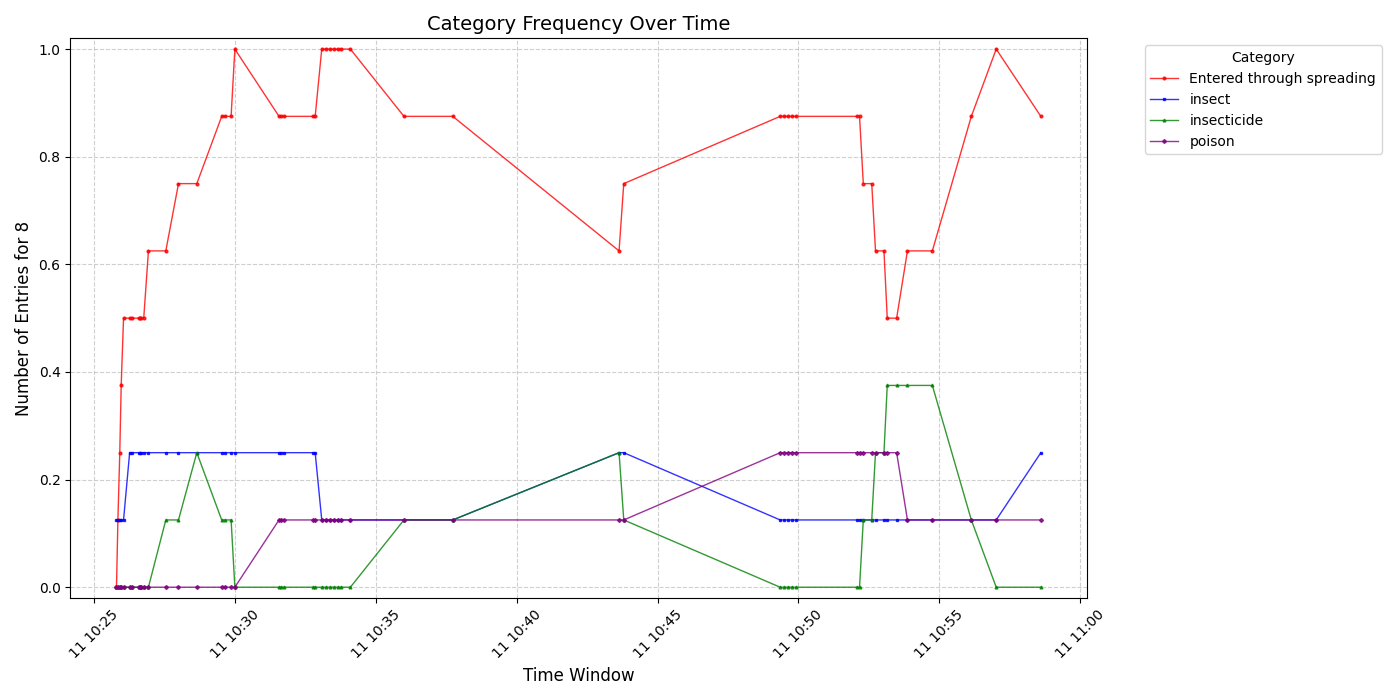 Category Frequency Over Time
Category
Entered through spreading
insect
insecticide
poison
Number of Entries for 8
1.0
0.8
0.6
0.4
0.2
0.0
11 10:25
11 10:30
11 10:35
11 10:40
11 10:45
11 10:50
11 10:55
11 11:00
Time Window